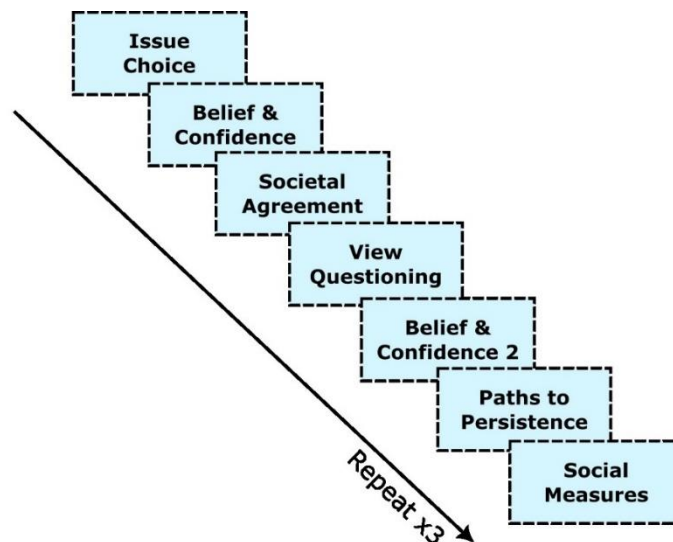 Issue
Choice
Belief &
Confidence
Societal
Agreement
View
Questioning
Belief &
Confidence 2
Paths to
Persistence
Social
Measures
Repeat x3